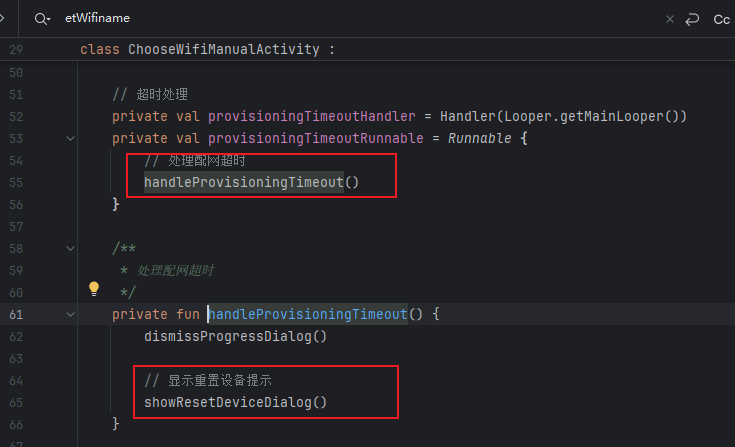 etWifiname
Cc
29 class ChooseWifiManualActivity :
50
51 // 超时处理
52 private val provisioningTimeoutHandler = Handler(Looper.getMainLooper())
53 private val provisioningTimeoutRunnable = Runnable {
54 // 处理配网超时
55 handleProvisioningTimeout()
56 }
57
58 /**
59 * 处理配网超时
60 */
61 private fun handleProvisioningTimeout() {
62 dismissProgressDialog()
63
64 // 显示重置设备提示
65 showResetDeviceDialog()
66 }
67